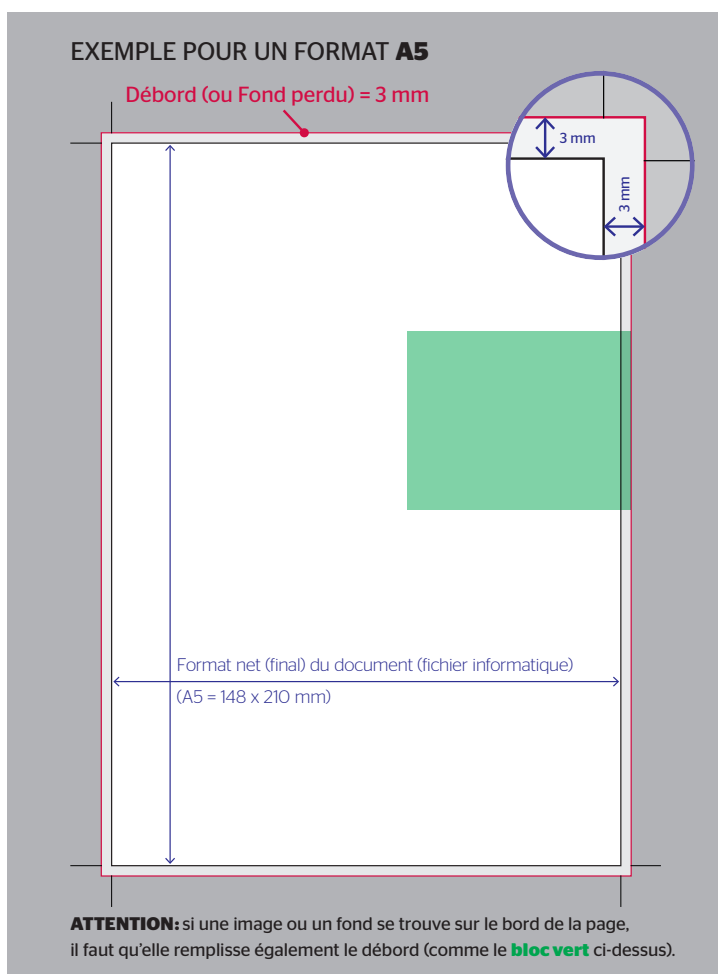 EXEMPLE POUR UN FORMAT A5
Débord (ou Fond perdu) = 3 mm
3 mm
3 mm
Format net (final) du document (fichier informatique)
(A5 = 148 x 210 mm)
ATTENTION: si une image ou un fond se trouve sur le bord de la page,
il faut qu'elle remplisse également le débord (comme le bloc vert ci-dessus).